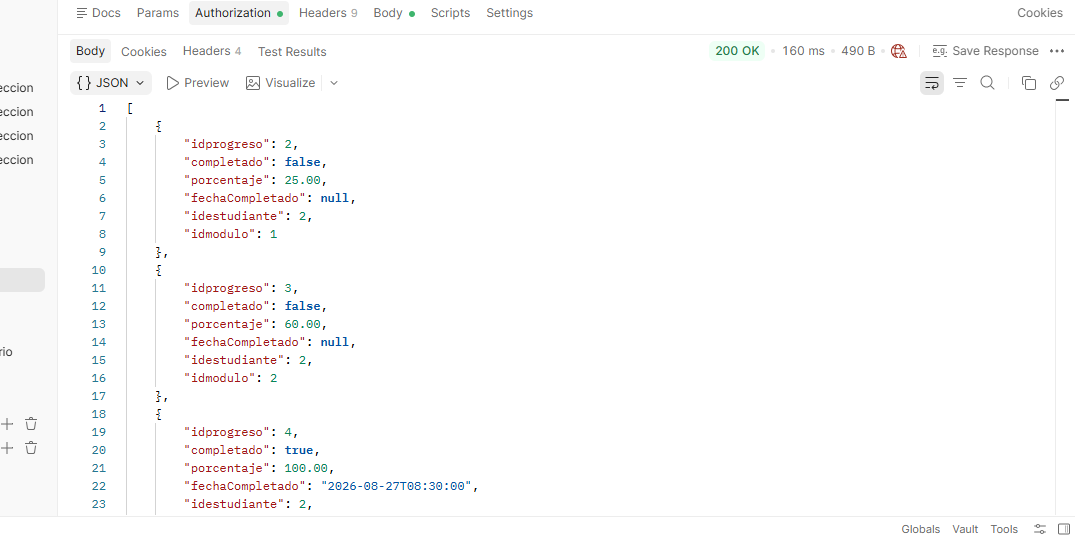 Docs Params Authorization Headers 9 Body Scripts Settings Cookies
Body Cookies Headers 4 Test Results 200 OK • 160 ms • 490 B e.g. Save Response
{} JSON Preview Visualize
eccion
eccion
eccion
eccion
rio
1 [
2 {
3 "idprogreso": 2,
4 "completado": false,
5 "porcentaje": 25.00,
6 "fechaCompletado": null,
7 "idestudiante": 2,
8 "idmodulo": 1
9 },
10 {
11 "idprogreso": 3,
12 "completado": false,
13 "porcentaje": 60.00,
14 "fechaCompletado": null,
15 "idestudiante": 2,
16 "idmodulo": 2
17 },
18 {
19 "idprogreso": 4,
20 "completado": true,
21 "porcentaje": 100.00,
22 "fechaCompletado": "2026-08-27T08:30:00",
23 "idestudiante": 2,
Globals Vault Tools